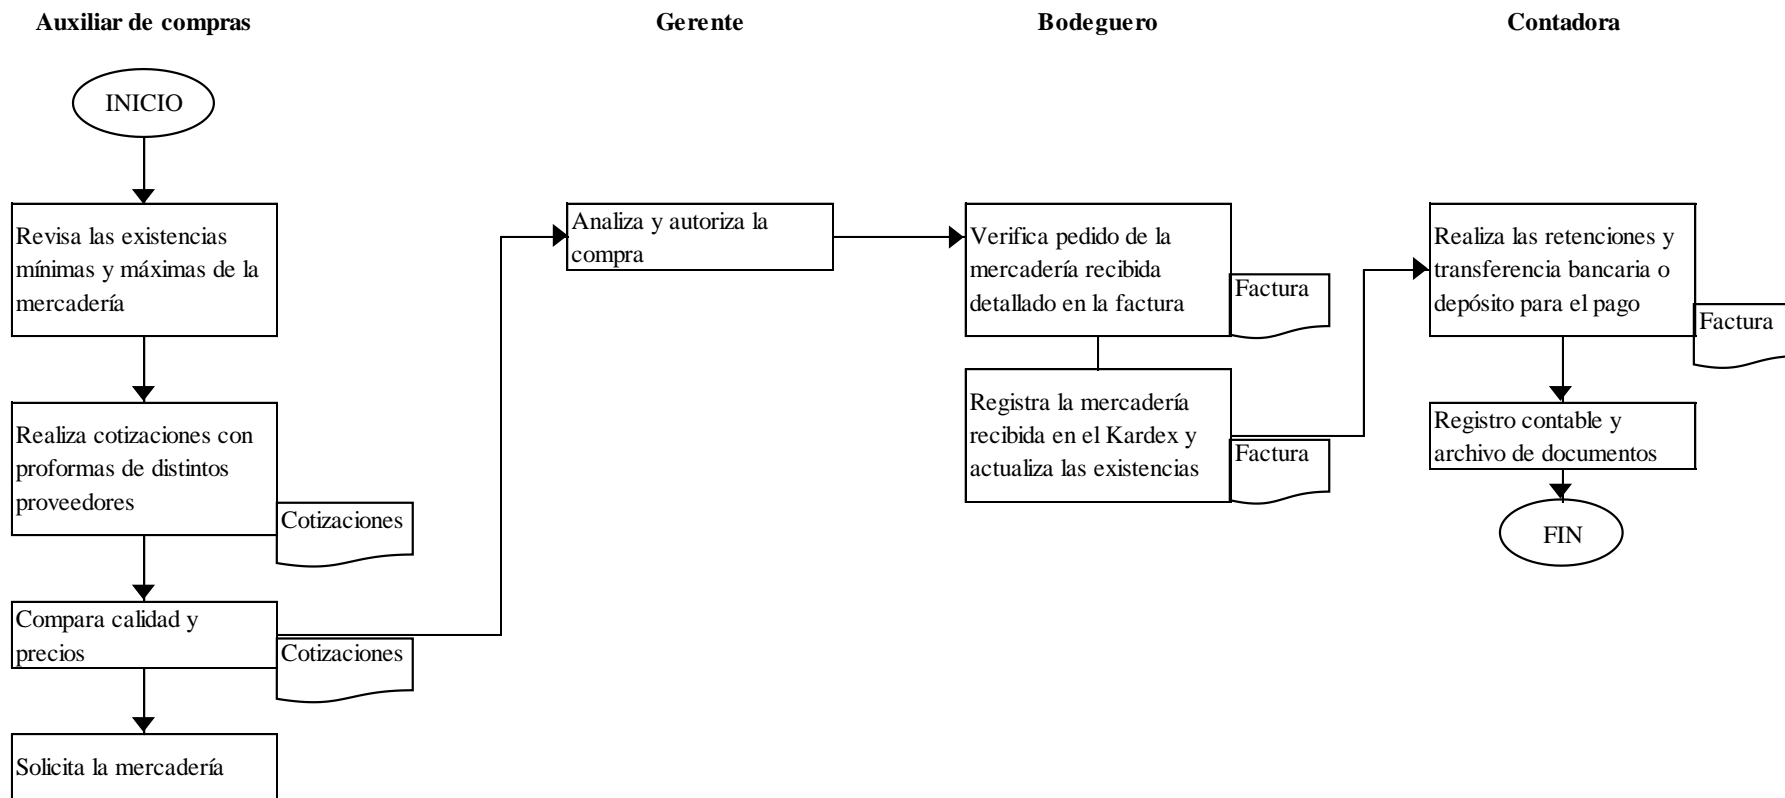 Auxiliar de compras
Gerente
Bodeguero
Contadora
INICIO
Revisa las existencias
mínimas y máximas de la
mercadería
Realiza cotizaciones con
proformas de distintos
proveedores
Cotizaciones
Compara calidad y
precios
Cotizaciones
Solicita la mercadería
Analiza y autoriza la
compra
Verifica pedido de la
mercadería recibida
detallado en la factura
Factura
Registra la mercadería
recibida en el Kardex y
actualiza las existencias
Factura
Realiza las retenciones y
transferencia bancaria o
depósito para el pago
Factura
Registro contable y
archivo de documentos
FIN